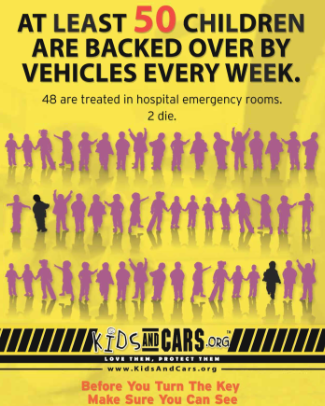 AT LEAST 50 CHILDREN
ARE BACKED OVER BY
VEHICLES EVERY WEEK.
48 are treated in hospital emergency rooms.
2 die.
KiDS AND CARS.ORG™
LOVE THEM, PROTECT THEM
www.KidsAndCars.org
Before You Turn The Key
Make Sure You Can See